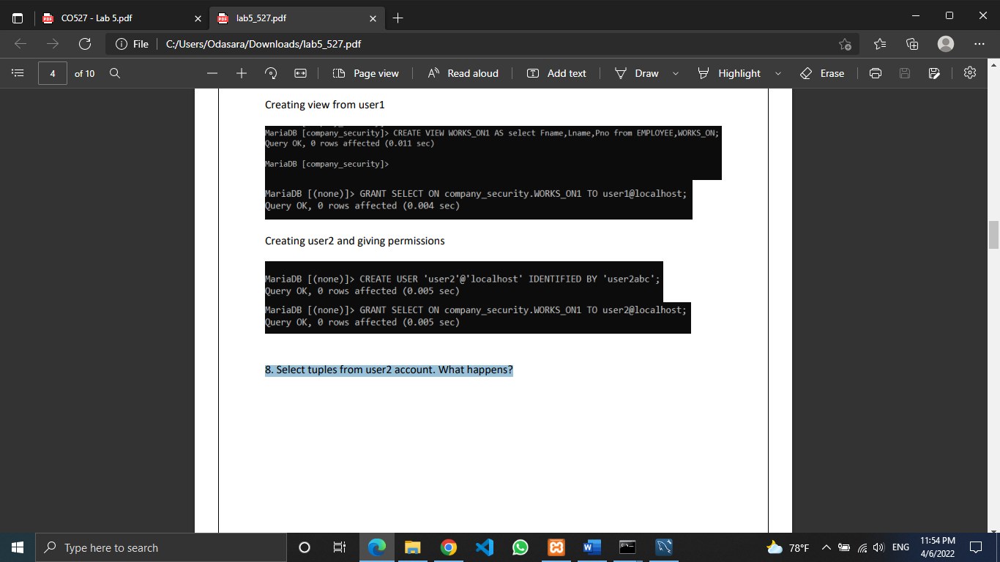 CO527 - Lab 5.pdf
lab5_527.pdf
File
C:/Users/Odasara/Downloads/lab5_527.pdf
4 of 10
Page view
Read aloud
Add text
Draw
Highlight
Erase
Creating view from user1
MariaDB [company_security]> CREATE VIEW WORKS_ON1 AS select Fname,Lname,Pno from EMPLOYEE,WORKS_ON;
Query OK, 0 rows affected (0.011 sec)
MariaDB [company_security]>
MariaDB [(none)]> GRANT SELECT ON company_security.WORKS_ON1 TO user1@localhost;
Query OK, 0 rows affected (0.004 sec)
Creating user2 and giving permissions
MariaDB [(none)]> CREATE USER 'user2'@'localhost' IDENTIFIED BY 'user2abc';
Query OK, 0 rows affected (0.005 sec)
MariaDB [(none)]> GRANT SELECT ON company_security.WORKS_ON1 TO user2@localhost;
Query OK, 0 rows affected (0.005 sec)
8. Select tuples from user2 account. What happens?
Type here to search
78°F
ENG
11:54 PM
4/6/2022